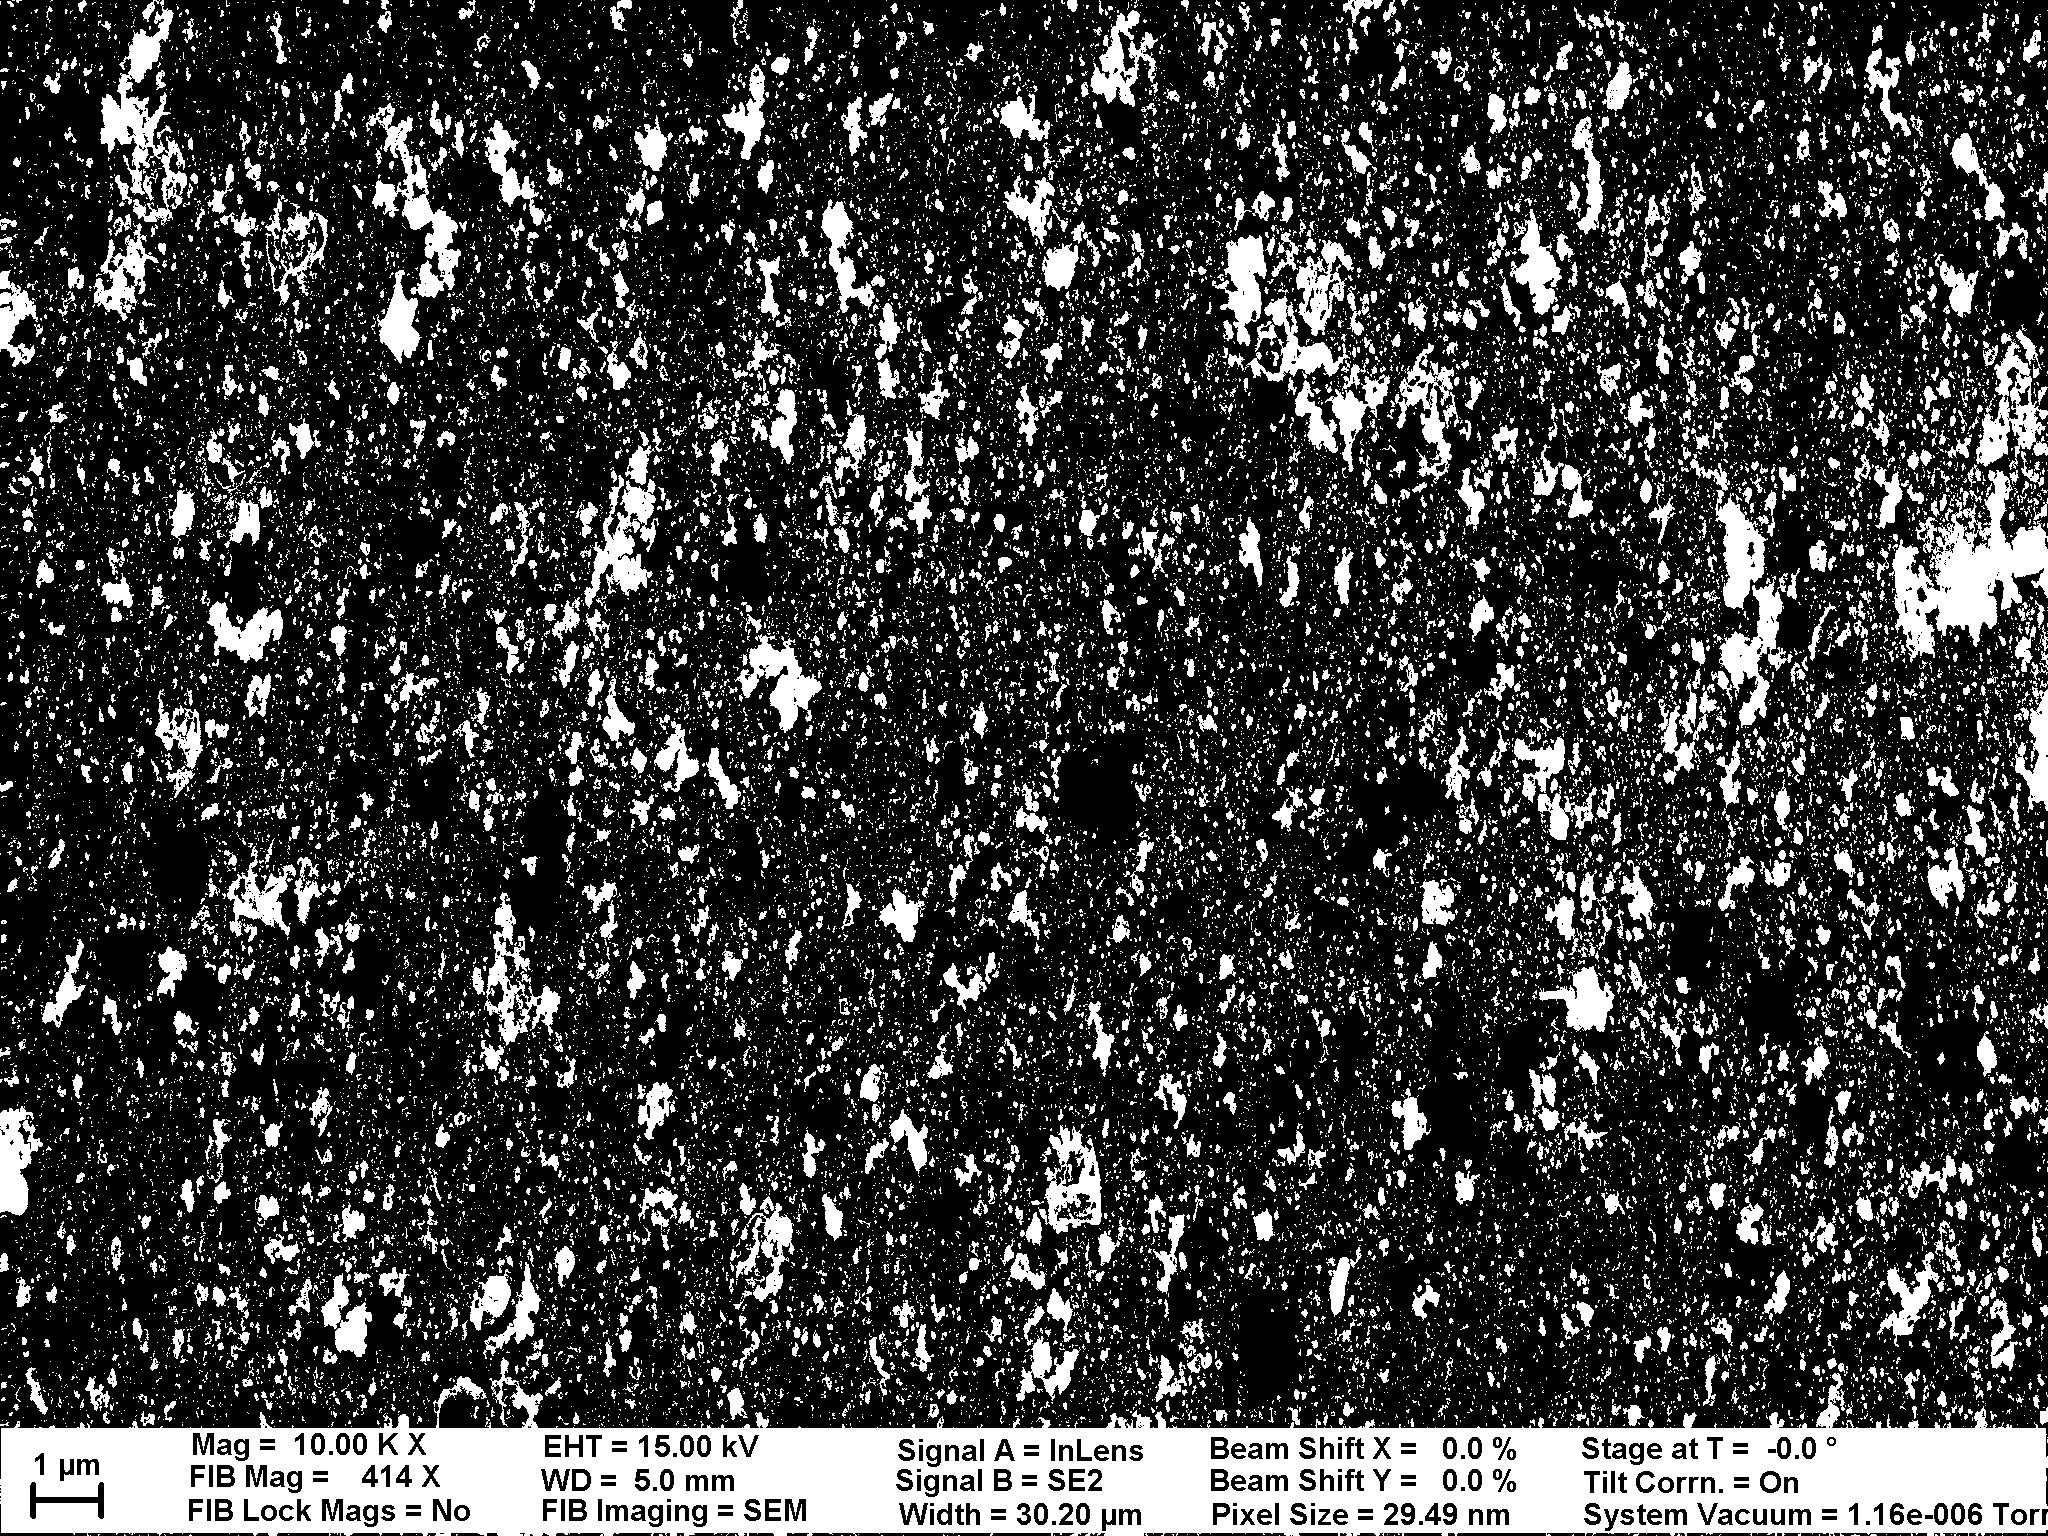 1 µm
Mag = 10.00 K X
FIB Mag = 414 X
FIB Lock Mags = No
EHT = 15.00 kV
WD = 5.0 mm
FIB Imaging = SEM
Signal A = InLens
Signal B = SE2
Width = 30.20 µm
Beam Shift X = 0.0 %
Beam Shift Y = 0.0 %
Pixel Size = 29.49 nm
Stage at T = -0.0 °
Tilt Corrn. = On
System Vacuum = 1.16e-006 Torr